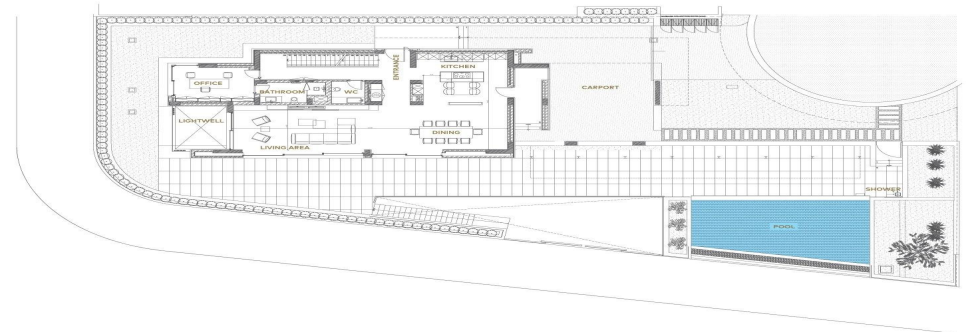 ENTRANCE
KITCHEN
OFFICE
BATHROOM
WC
CARPORT
LIGHTWELL
DINING
LIVING AREA
SHOWER
POOL